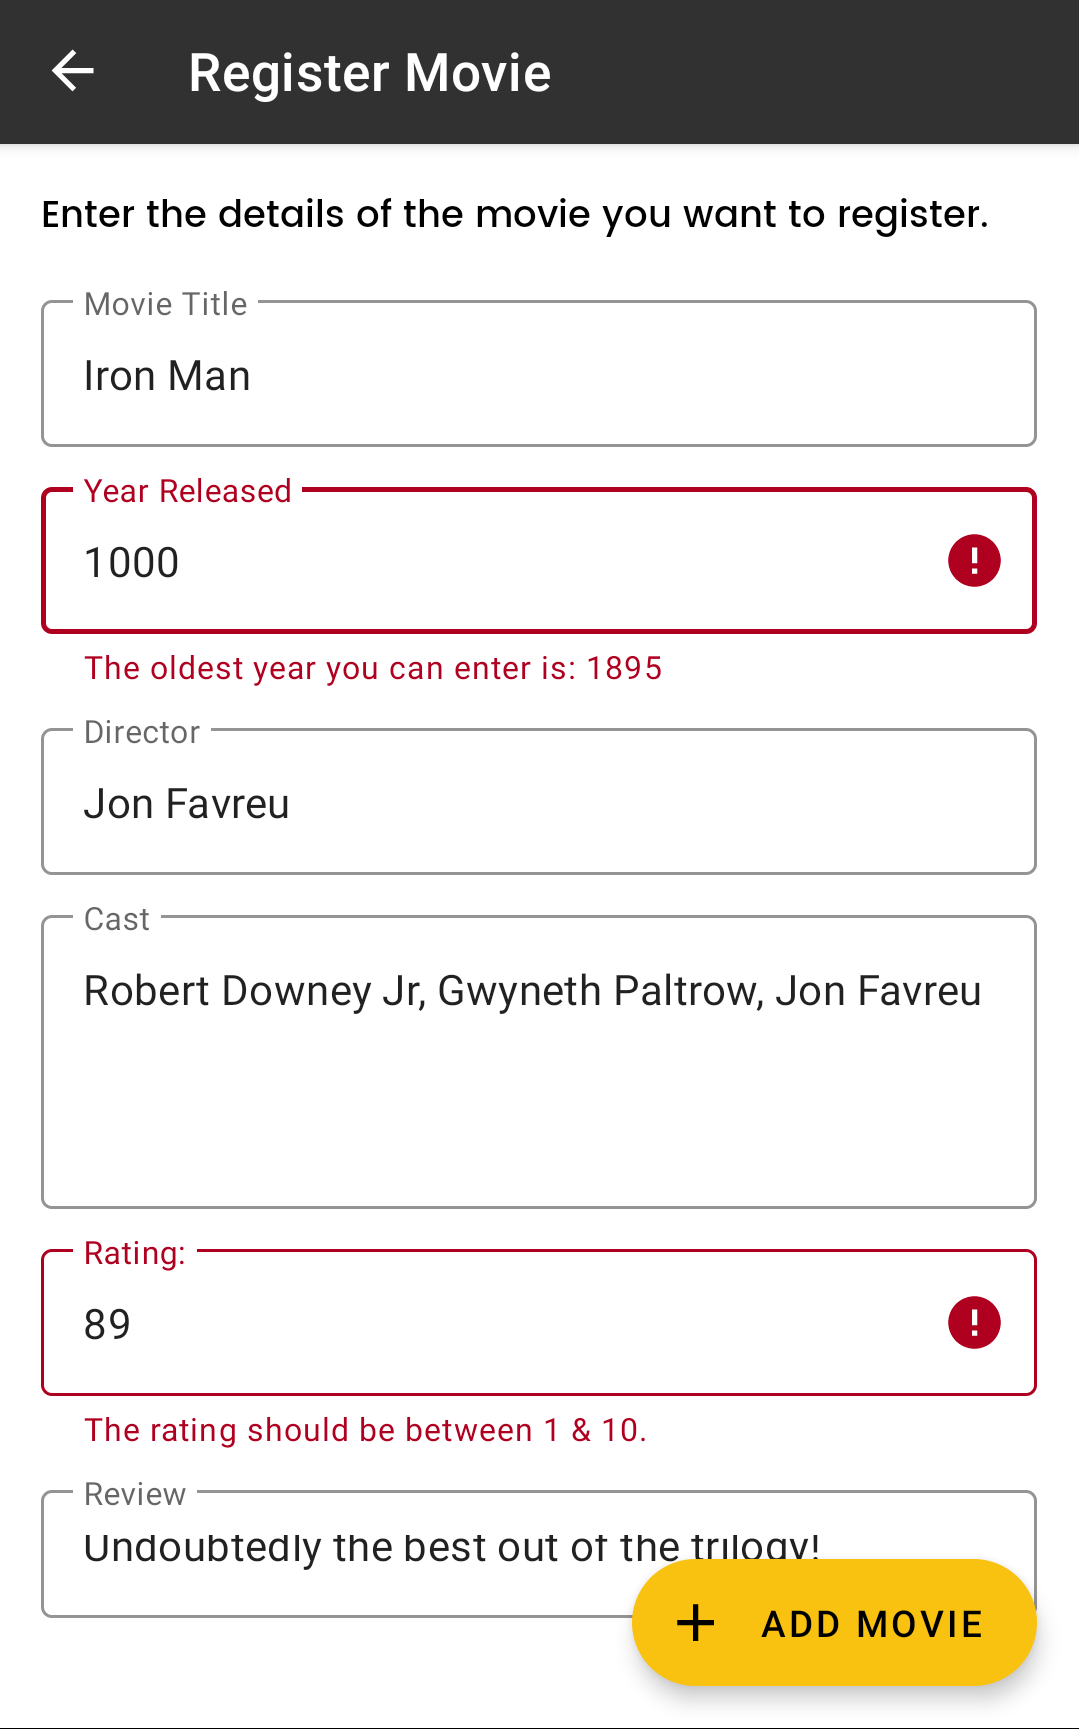 Register Movie
Enter the details of the movie you want to register.
Movie Title
Iron Man
Year Released
1000
The oldest year you can enter is: 1895
Director
Jon Favreu
Cast
Robert Downey Jr, Gwyneth Paltrow, Jon Favreu
Rating:
89
The rating should be between 1 & 10.
Review
Undoubtedly the best out of the trilogy!
ADD MOVIE